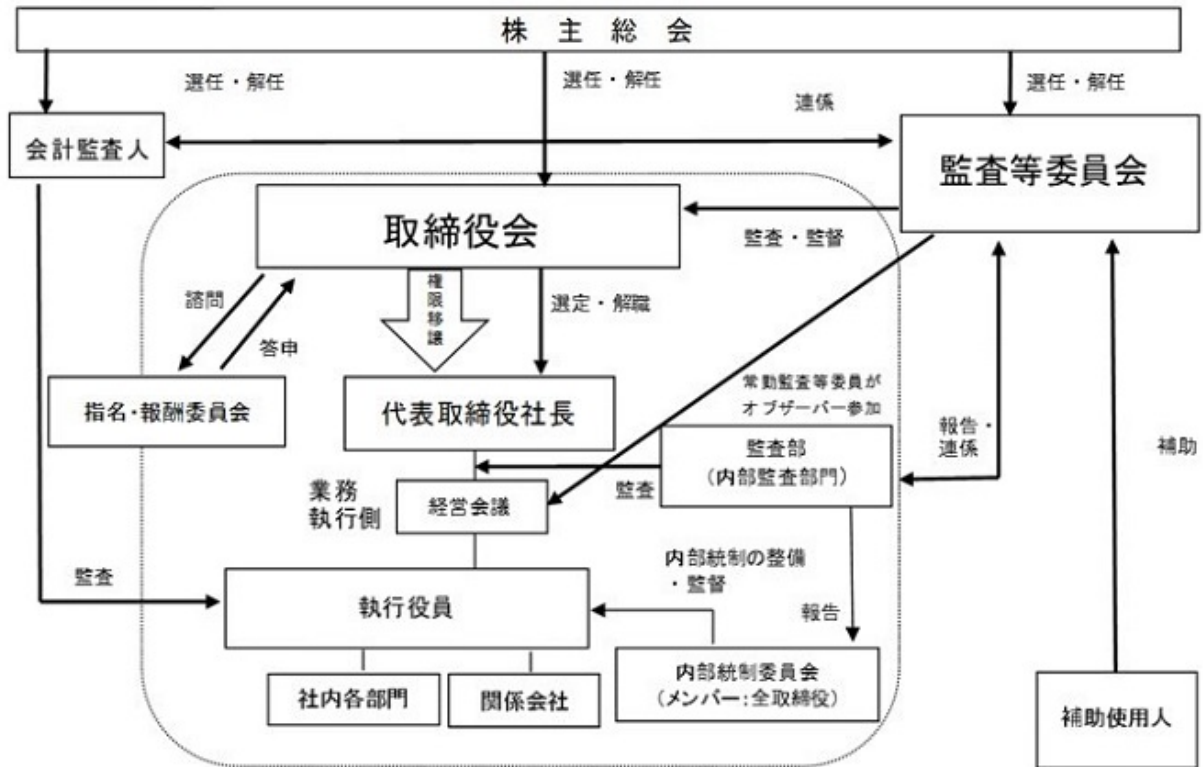 株主総会
選任・解任
選任・解任
選任・解任
連係
会計監査人
監査等委員会
取締役会
監査・監督
諮問
答申
権限移譲
選定・解職
指名・報酬委員会
代表取締役社長
常勤監査等委員が
オブザーバー参加
監査部
（内部監査部門）
報告・
連係
補助
監査
業務
執行側
経営会議
内部統制の整備
・監督
監査
執行役員
報告
内部統制委員会
（メンバー：全取締役）
社内各部門
関係会社
補助使用人